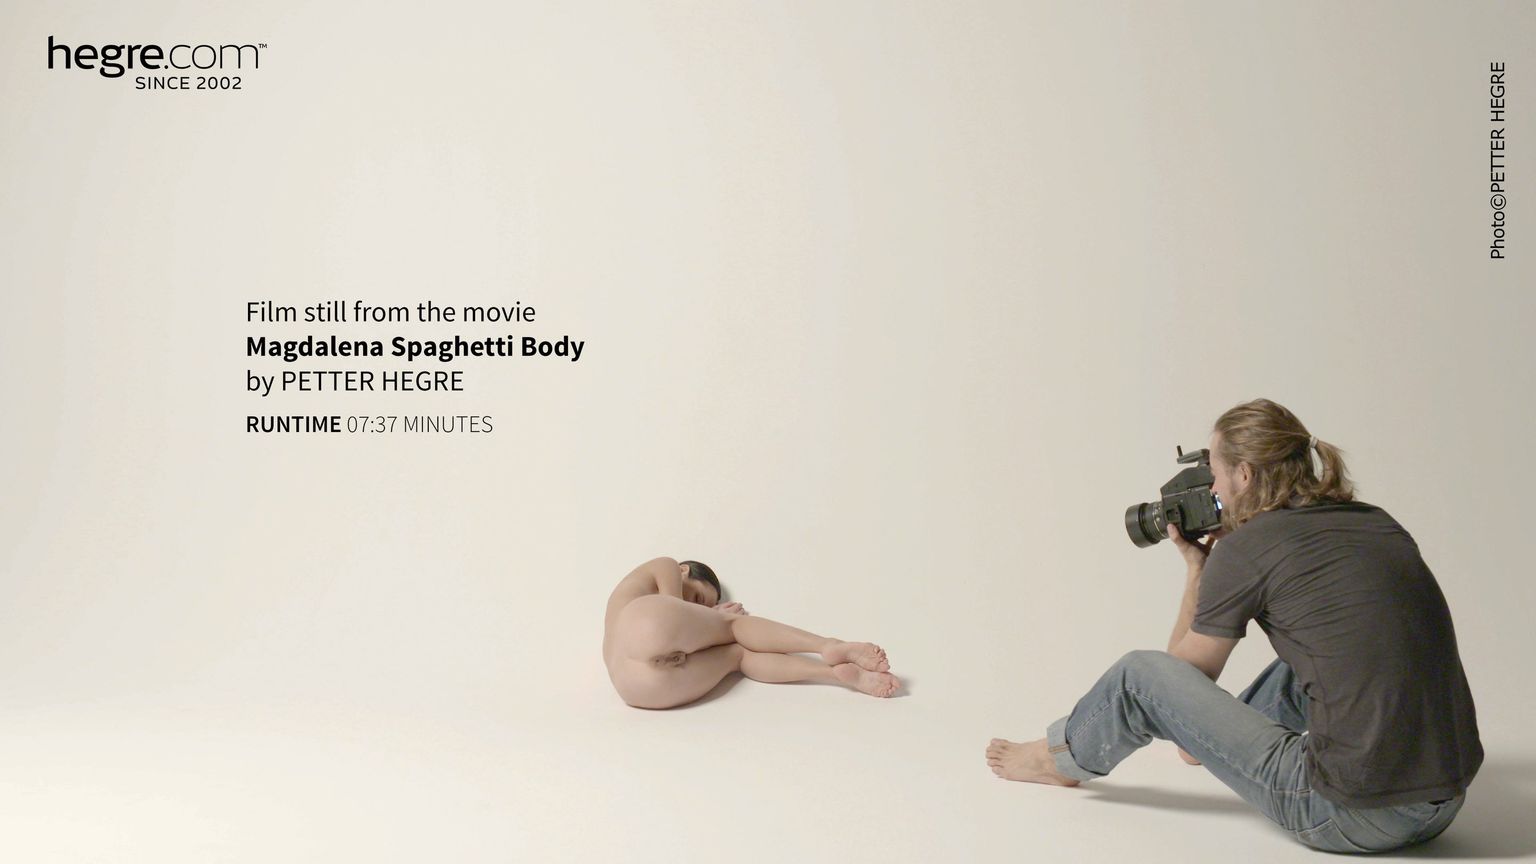 hegre.com™
SINCE 2002
Photo©PETTER HEGRE
Film still from the movie
Magdalena Spaghetti Body
by PETTER HEGRE
RUNTIME 07:37 MINUTES